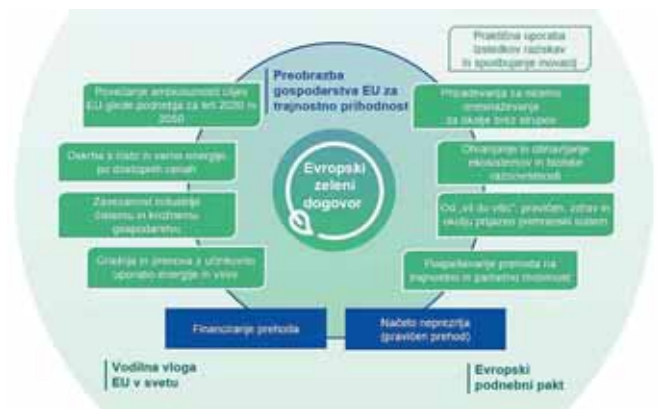 Praktična uporaba
izsledkov raziskav
in spodbujanje inovacij
Preobrazba
gospodarstva EU za
trajnostno prihodnost
Povečanje ambicioznosti ciljev
EU glede podnebja za leti 2030 in
2050
Prizadevanja za ničelno
onesnaževanje
za okolje brez strupov
Oskrba s čisto in varno energijo,
po dostopnih cenah
Ohranjanje in obnavljanje
ekosistemov in biotske
raznovrstnosti
Evropski
zeleni
dogovor
Zavezanost industrije
čistemu in krožnemu
gospodarstvu
Od „vil do vilic“: pravičen, zdrav in
okolju prijazen prehranski sistem
Gradnja in prenova z učinkovito
uporabo energije in virov
Pospeševanje prehoda na
trajnostno in pametno mobilnost
Financiranje prehoda
Načelo
(pravičen prehod)
Vodilna vloga
EU v svetu
Evropski
podnebni pakt